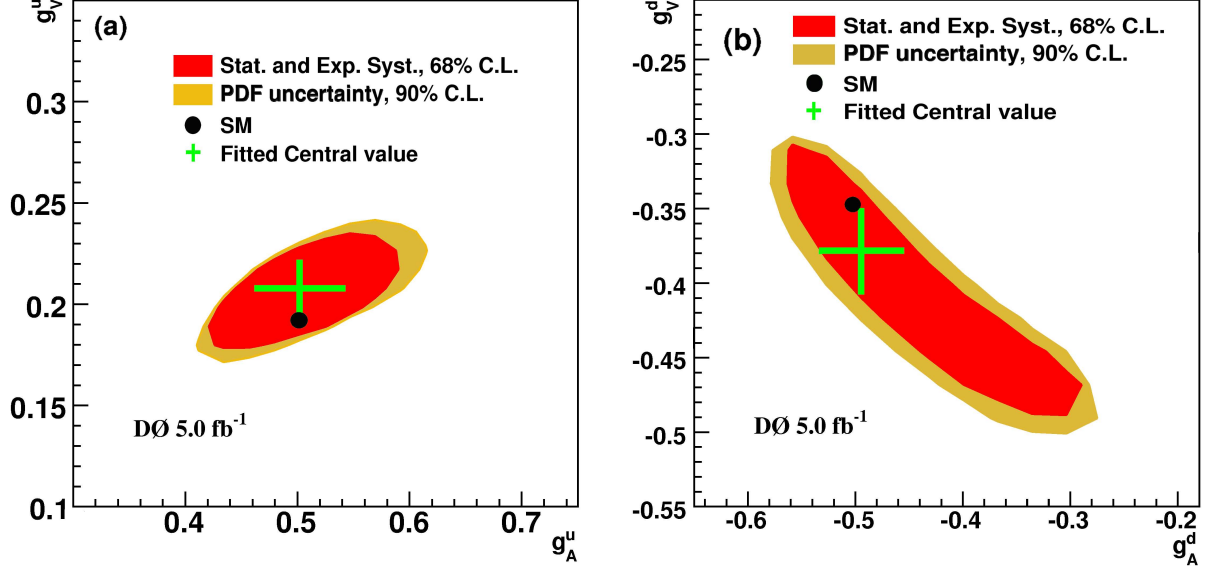 g_V^u
(a)
Stat. and Exp. Syst., 68% C.L.
PDF uncertainty, 90% C.L.
SM
Fitted Central value
0.3
0.25
0.2
0.15
0.1
DØ 5.0 fb⁻¹
0.4 0.5 0.6 0.7
g_A^u
g_V^d
(b)
Stat. and Exp. Syst., 68% C.L.
PDF uncertainty, 90% C.L.
SM
Fitted Central value
-0.25
-0.3
-0.35
-0.4
-0.45
-0.5
-0.55
DØ 5.0 fb⁻¹
-0.6 -0.5 -0.4 -0.3 -0.2
g_A^d